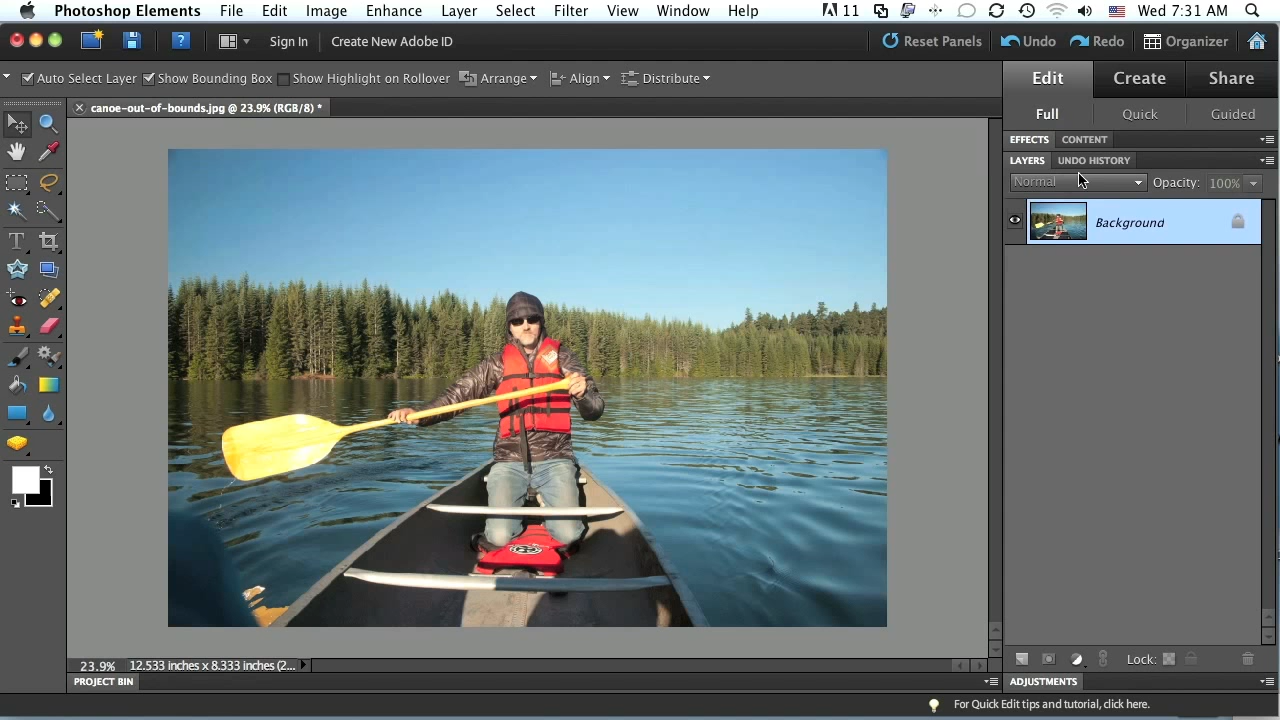 Photoshop Elements File Edit Image Enhance Layer Select Filter View Window Help 11 Wed 7:31 AM
Sign In Create New Adobe ID Reset Panels Undo Redo Organizer
Auto Select Layer Show Bounding Box Show Highlight on Rollover Arrange Align Distribute
Edit Create Share
canoe-out-of-bounds.jpg @ 23.9% (RGB/8) *
Full Quick Guided
EFFECTS CONTENT
LAYERS UNDO HISTORY
Normal Opacity: 100%
Background
Lock:
23.9% 12.533 inches x 8.333 inches (2...
PROJECT BIN ADJUSTMENTS
For Quick Edit tips and tutorial, click here.